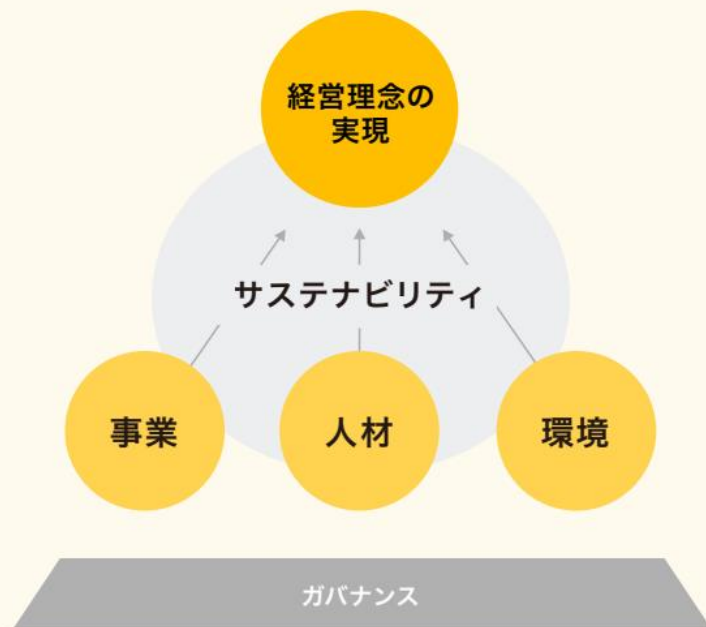 経営理念の
実現
サステナビリティ
事業
人材
環境
ガバナンス